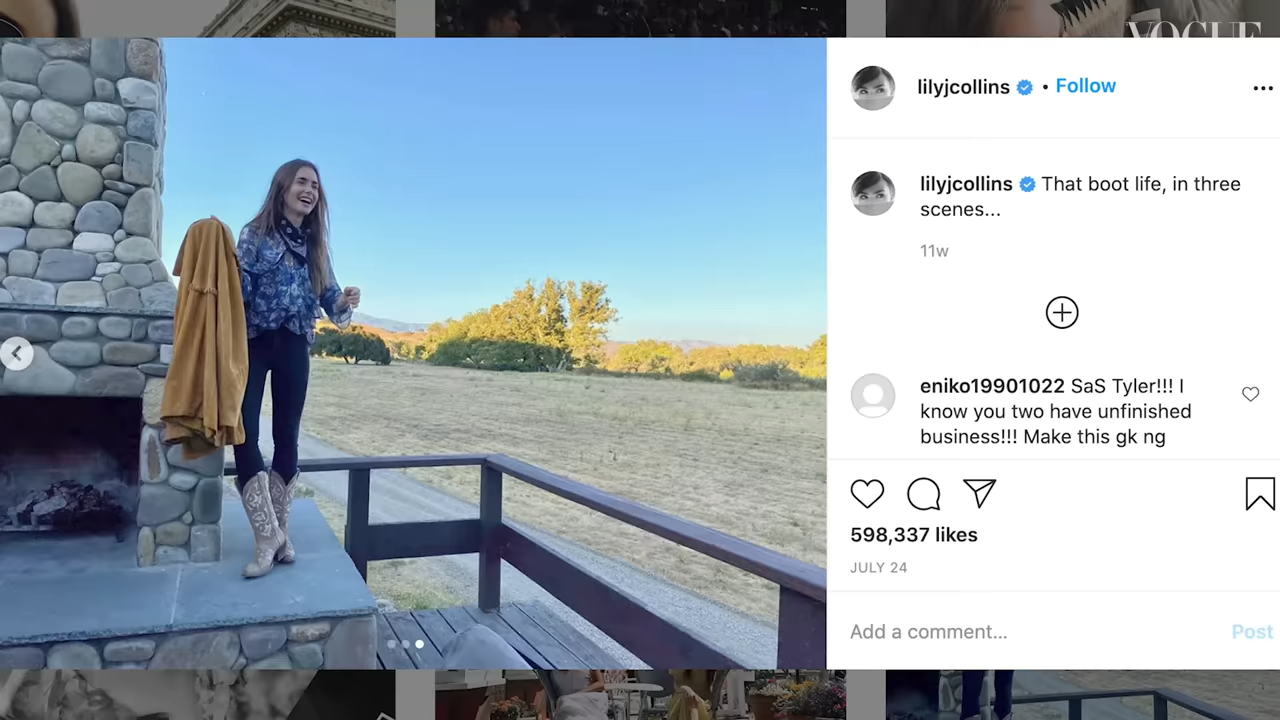 VOGUE
lilyjcollins • Follow
lilyjcollins That boot life, in three
scenes...
11w
eniko19901022 SaS Tyler!!! I
know you two have unfinished
business!!! Make this gk ng
598,337 likes
JULY 24
Add a comment... Post